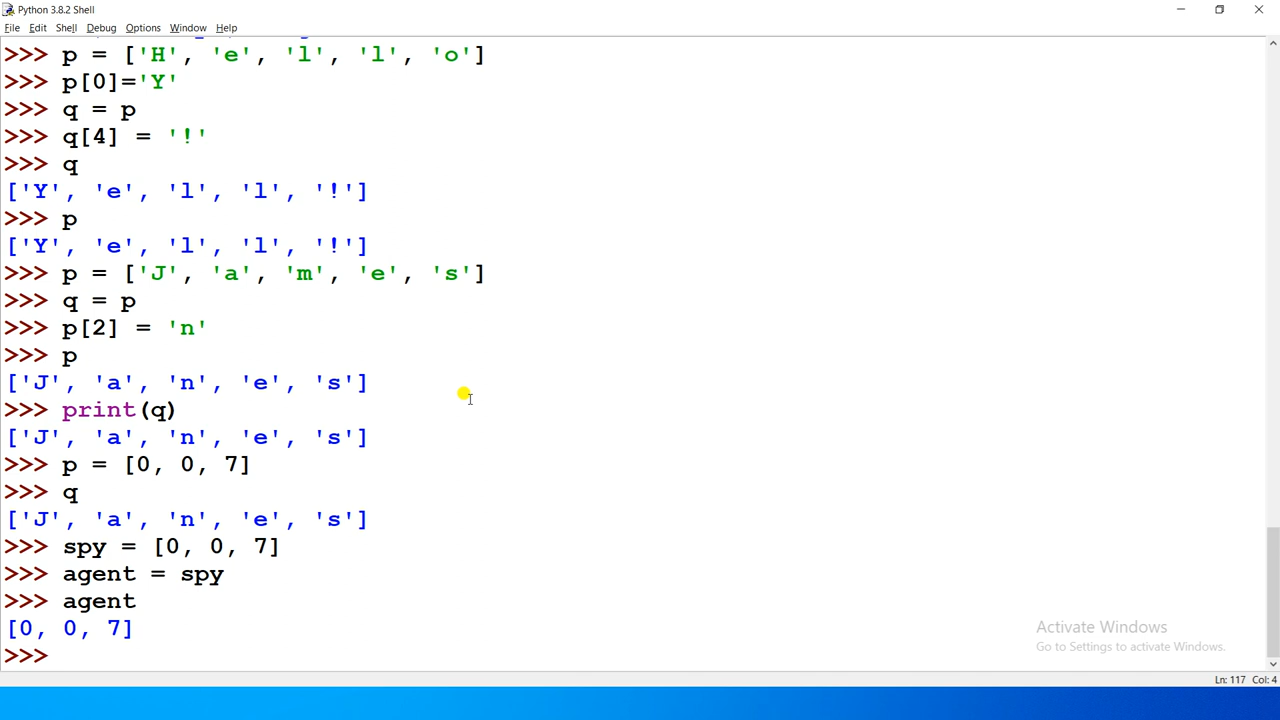 Python 3.8.2 Shell
File Edit Shell Debug Options Window Help
>>> p = ['H', 'e', 'l', 'l', 'o']
>>> p[0]='Y'
>>> q = p
>>> q[4] = '!'
>>> q
['Y', 'e', 'l', 'l', '!']
>>> p
['Y', 'e', 'l', 'l', '!']
>>> p = ['J', 'a', 'm', 'e', 's']
>>> q = p
>>> p[2] = 'n'
>>> p
['J', 'a', 'n', 'e', 's']
>>> print(q)
['J', 'a', 'n', 'e', 's']
>>> p = [0, 0, 7]
>>> q
['J', 'a', 'n', 'e', 's']
>>> spy = [0, 0, 7]
>>> agent = spy
>>> agent
[0, 0, 7]
>>>
Activate Windows
Go to Settings to activate Windows.
Ln: 117 Col: 4